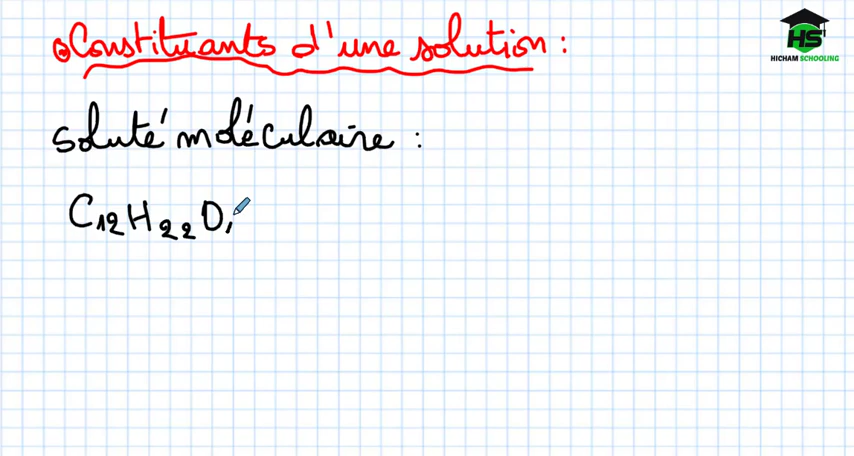 Constituants d'une solution :
HS
HICHAM SCHOOLING
Soluté moléculaire :
C₁₂H₂₂O,